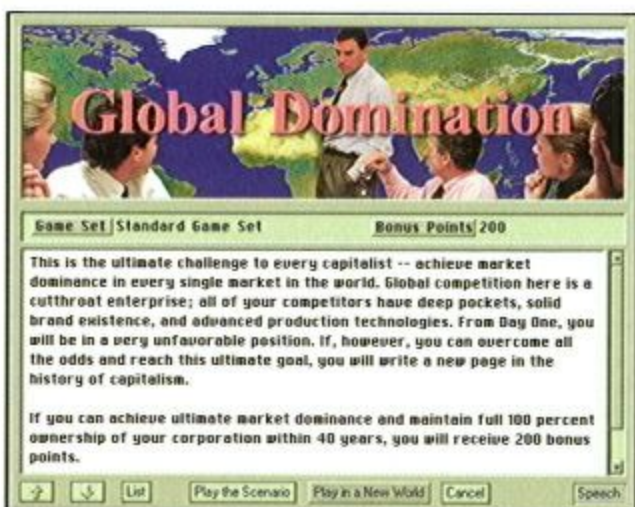 Global Domination
Game Set Standard Game Set Bonus Points 200
This is the ultimate challenge to every capitalist -- achieve market
dominance in every single market in the world. Global competition here is a
cutthroat enterprise; all of your competitors have deep pockets, solid
brand existence, and advanced production technologies. From Day One, you
will be in a very unfavorable position. If, however, you can overcome all
the odds and reach this ultimate goal, you will write a new page in the
history of capitalism.
If you can achieve ultimate market dominance and maintain full 100 percent
ownership of your corporation within 40 years, you will receive 200 bonus
points.
List Play the Scenario Play in a New World Cancel Speech